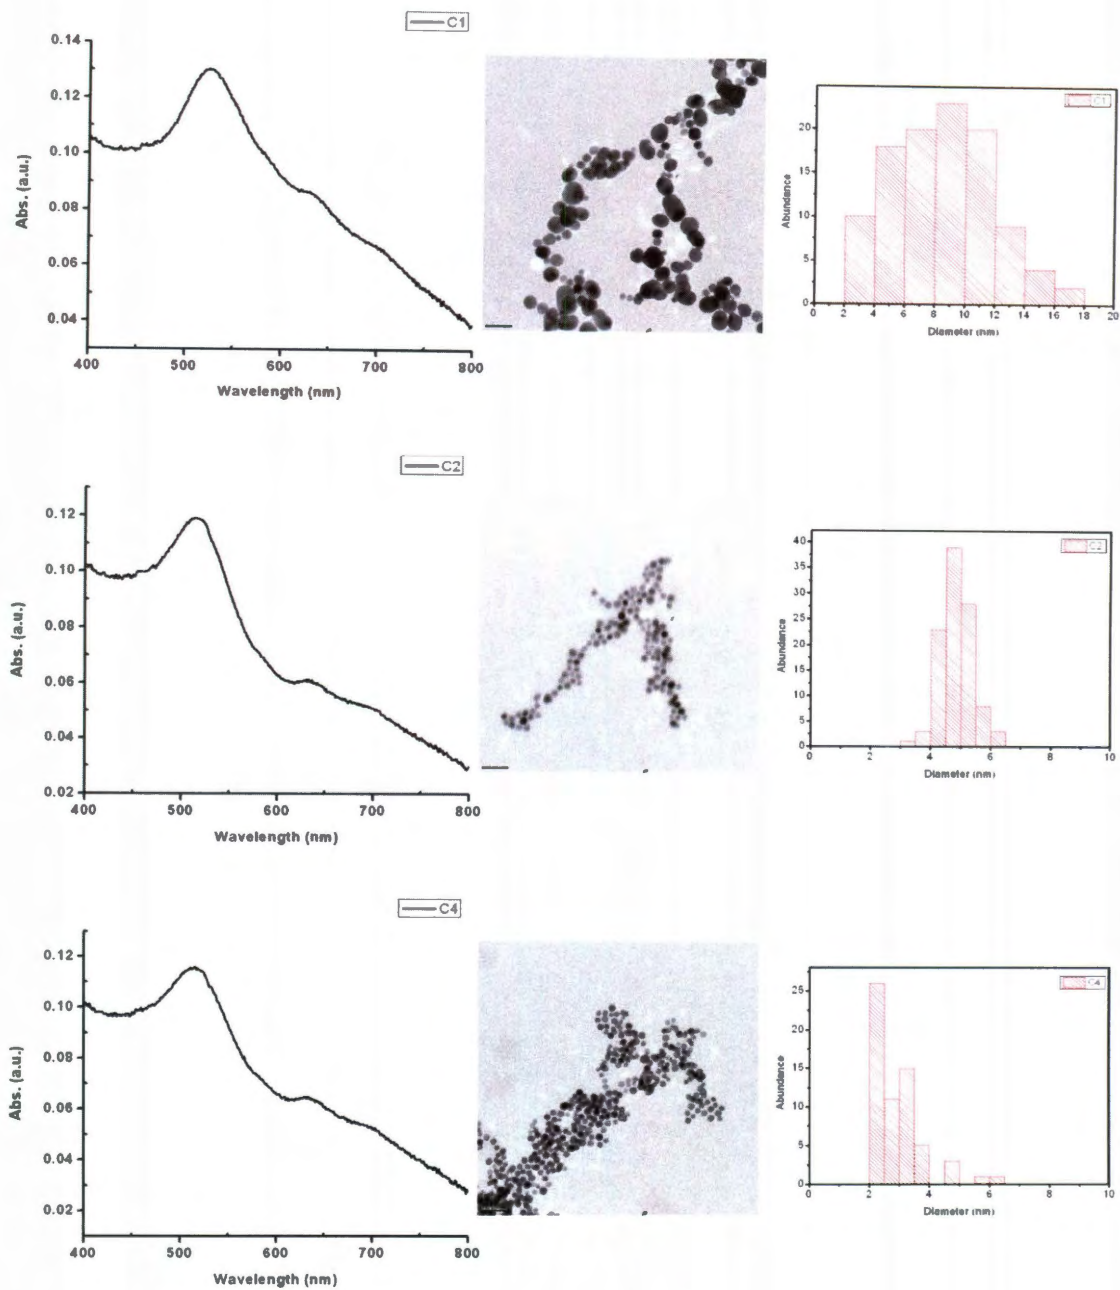 C1
0.14
0.12
0.10
0.08
0.06
0.04
Abs. (a.u.)
400 500 600 700 800
Wavelength (nm)
C1
20
15
10
5
0
Abundance
0 2 4 6 8 10 12 14 16 18 20
Diameter (nm)
C2
0.12
0.10
0.08
0.06
0.04
0.02
Abs. (a.u.)
400 500 600 700 800
Wavelength (nm)
C2
40
35
30
25
20
15
10
5
0
Abundance
0 2 4 6 8 10
Diameter (nm)
C4
0.12
0.10
0.08
0.06
0.04
0.02
Abs. (a.u.)
400 500 600 700 800
Wavelength (nm)
C4
25
20
15
10
5
0
Abundance
0 2 4 6 8 10
Diameter (nm)